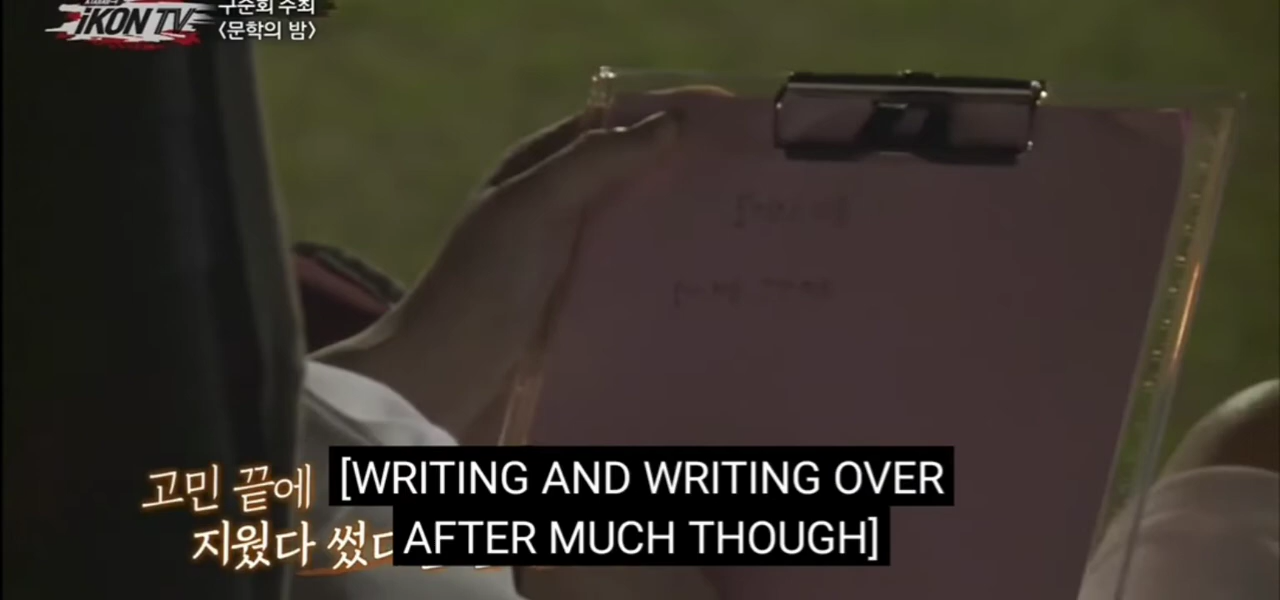 iKON TV
구준회 주최
〈문학의 밤〉
고민 끝에
지웠다 썼다
[WRITING AND WRITING OVER
AFTER MUCH THOUGH]